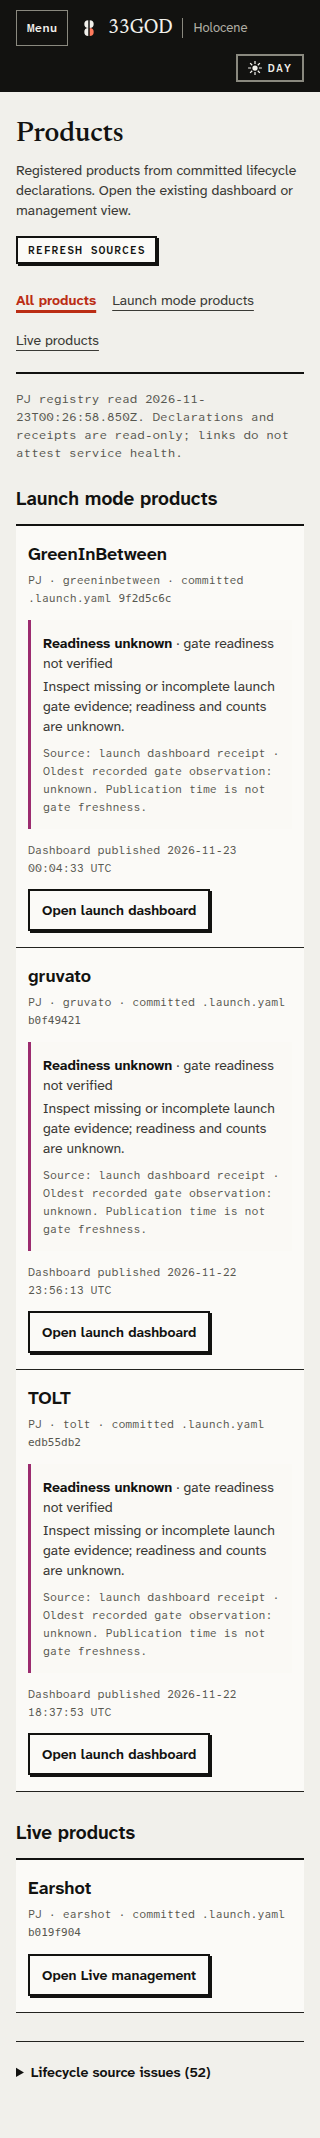 Menu 33GOD Holocene
DAY
Products
Registered products from committed lifecycle
declarations. Open the existing dashboard or
management view.
REFRESH SOURCES
All products Launch mode products
Live products
PJ registry read 2026-11-
23T00:26:58.850Z. Declarations and
receipts are read-only; links do not
attest service health.
Launch mode products
GreenInBetween
PJ · greeninbetween · committed
.launch.yaml 9f2d5c6c
Readiness unknown · gate readiness
not verified
Inspect missing or incomplete launch
gate evidence; readiness and counts
are unknown.
Source: launch dashboard receipt ·
Oldest recorded gate observation:
unknown. Publication time is not
gate freshness.
Dashboard published 2026-11-23
00:04:33 UTC
Open launch dashboard
gruvato
PJ · gruvato · committed .launch.yaml
b0f49421
Readiness unknown · gate readiness
not verified
Inspect missing or incomplete launch
gate evidence; readiness and counts
are unknown.
Source: launch dashboard receipt ·
Oldest recorded gate observation:
unknown. Publication time is not
gate freshness.
Dashboard published 2026-11-22
23:56:13 UTC
Open launch dashboard
TOLT
PJ · tolt · committed .launch.yaml
edb55db2
Readiness unknown · gate readiness
not verified
Inspect missing or incomplete launch
gate evidence; readiness and counts
are unknown.
Source: launch dashboard receipt ·
Oldest recorded gate observation:
unknown. Publication time is not
gate freshness.
Dashboard published 2026-11-22
18:37:53 UTC
Open launch dashboard
Live products
Earshot
PJ · earshot · committed .launch.yaml
b019f904
Open Live management
Lifecycle source issues (52)